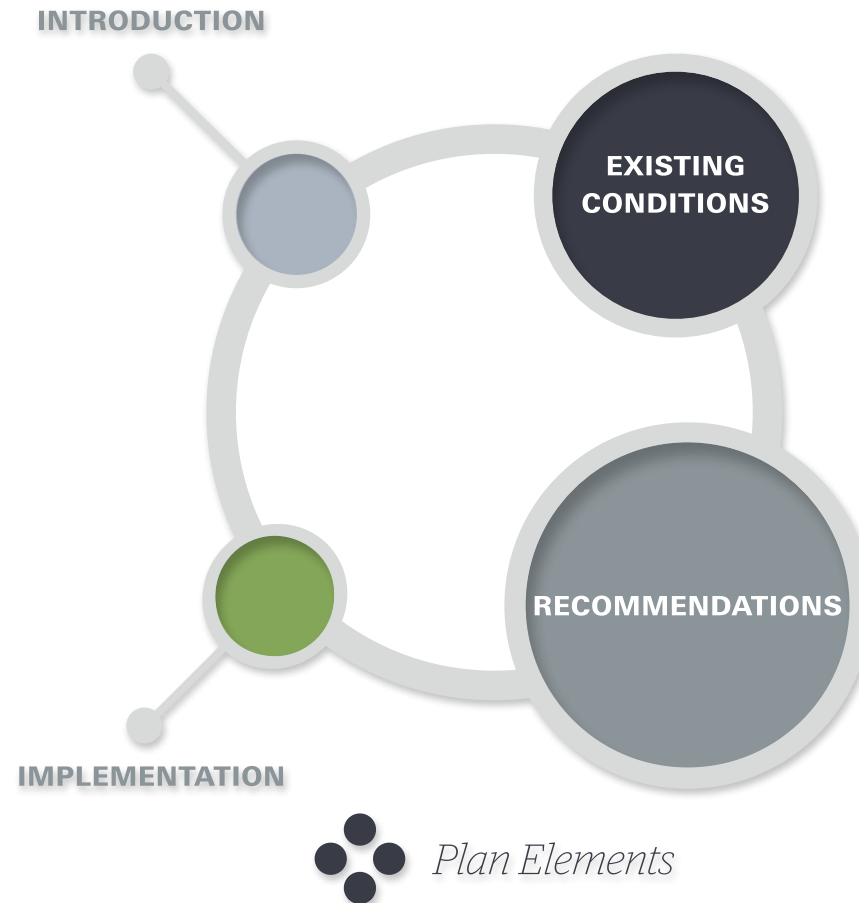 INTRODUCTION
EXISTING
CONDITIONS
RECOMMENDATIONS
IMPLEMENTATION
Plan Elements